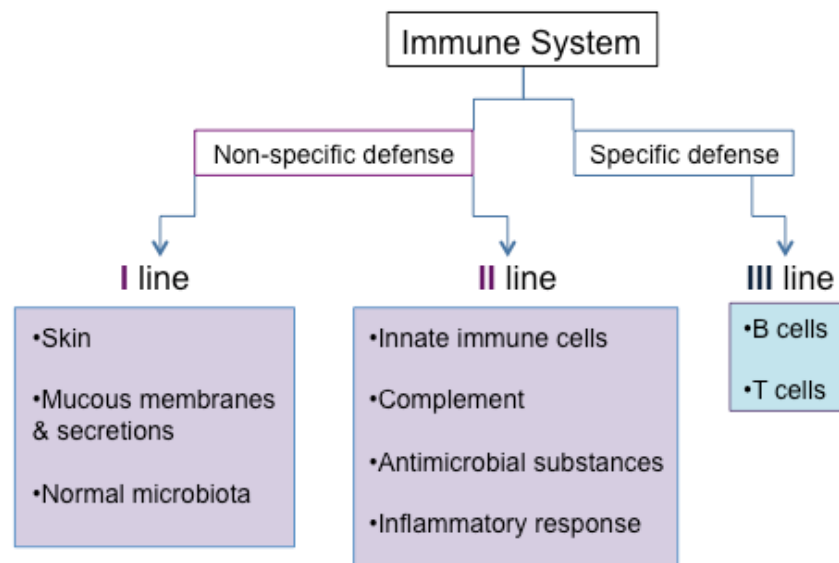 Immune System
Non-specific defense
Specific defense
I line
•Skin
•Mucous membranes
& secretions
•Normal microbiota
II line
•Innate immune cells
•Complement
•Antimicrobial substances
•Inflammatory response
III line
•B cells
•T cells